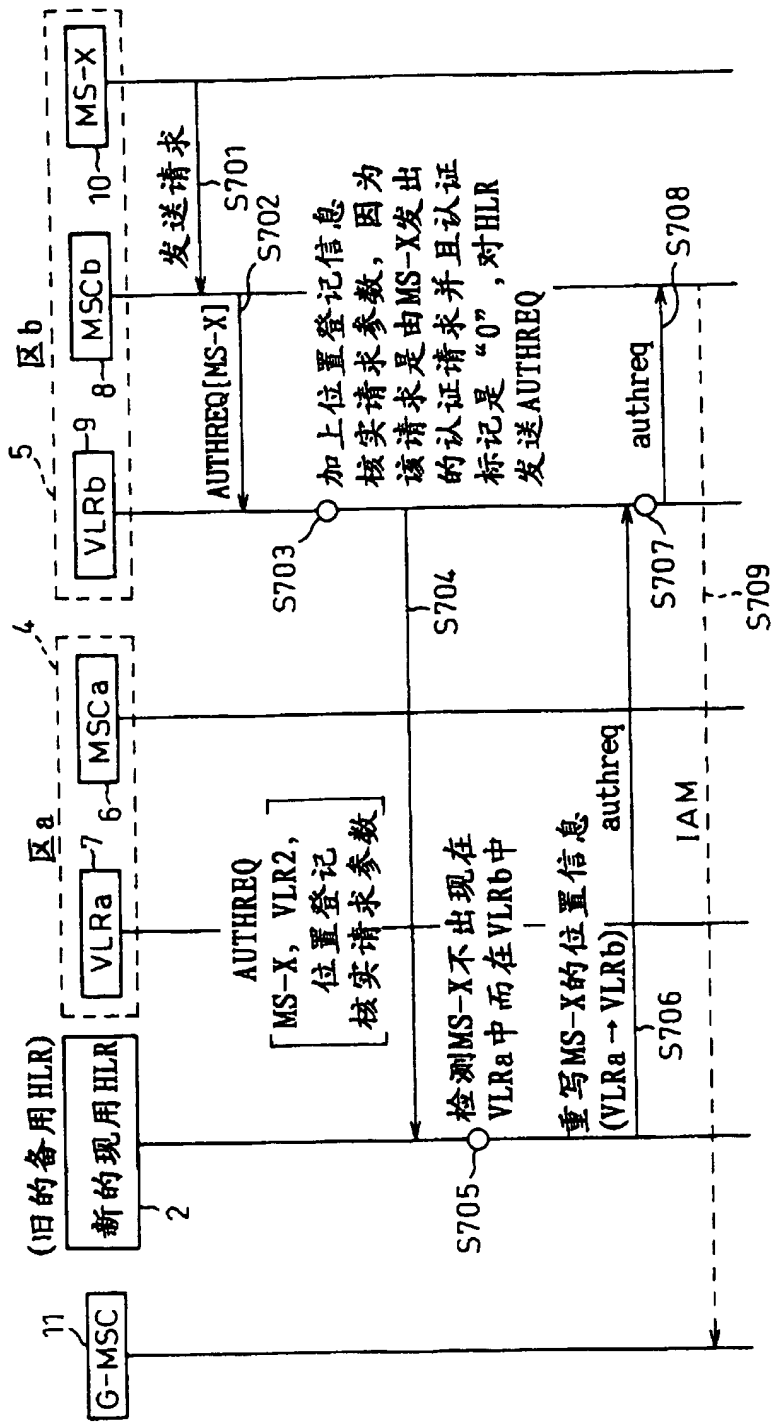 11
G-MSC
(旧的备用HLR)
新的现用HLR
2
区a
4
VLRa
7
MSCa
6
区b
5
VLRb
9
MSCb
8
MS-X
10
发送请求
S701
S702
AUTHREQ[MS-X]
加上位置登记信息
核实请求参数，因为
该请求是由MS-X发出
的认证请求并且认证
标记是“0”，对HLR
发送AUTHREQ
S703
S704
AUTHREQ
MS-X, VLR2,
位置登记
核实请求参数
检测MS-X不出现在
VLRa中而在VLRb中
S705
重写MS-X的位置信息
(VLRa→VLRb)
authreq
S706
S707
authreq
S708
IAM
S709